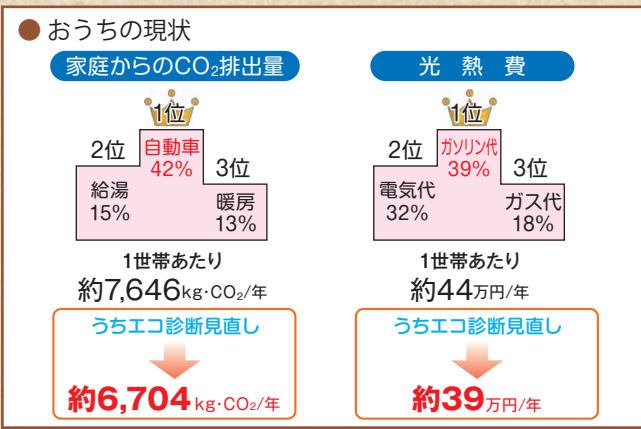 ● おうちの現状
家庭からのCO₂排出量
1位
2位
自動車
42%
3位
給湯
15%
暖房
13%
1世帯あたり
約7,646kg·CO₂/年
うちエコ診断見直し
約6,704kg·CO₂/年
光熱費
1位
2位
ガソリン代
39%
3位
電気代
32%
ガス代
18%
1世帯あたり
約44万円/年
うちエコ診断見直し
約39万円/年